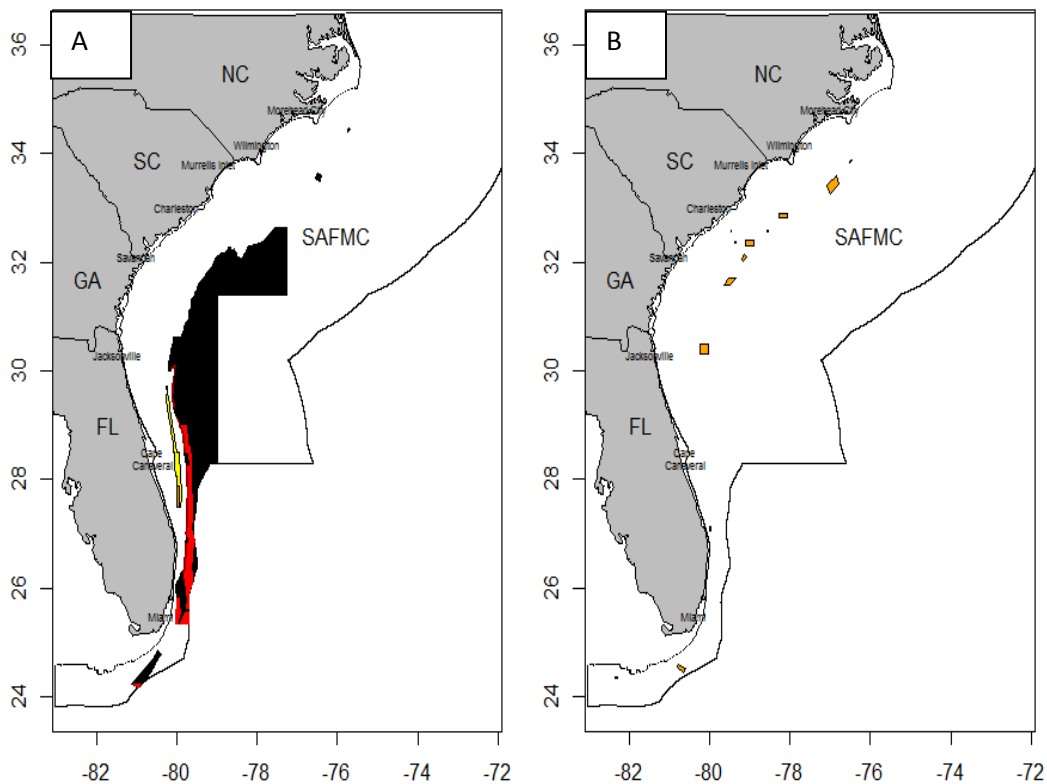 A
NC
Morehead City
Wilmington
SC
Murrells Inlet
Charleston
SAFMC
Savannah
GA
Jacksonville
FL
Cape
Canaveral
Miami
36
34
32
30
28
26
24
-82
-80
-78
-76
-74
-72
B
NC
Morehead City
Wilmington
SC
Murrells Inlet
Charleston
SAFMC
Savannah
GA
Jacksonville
FL
Cape
Canaveral
Miami
36
34
32
30
28
26
24
-82
-80
-78
-76
-74
-72